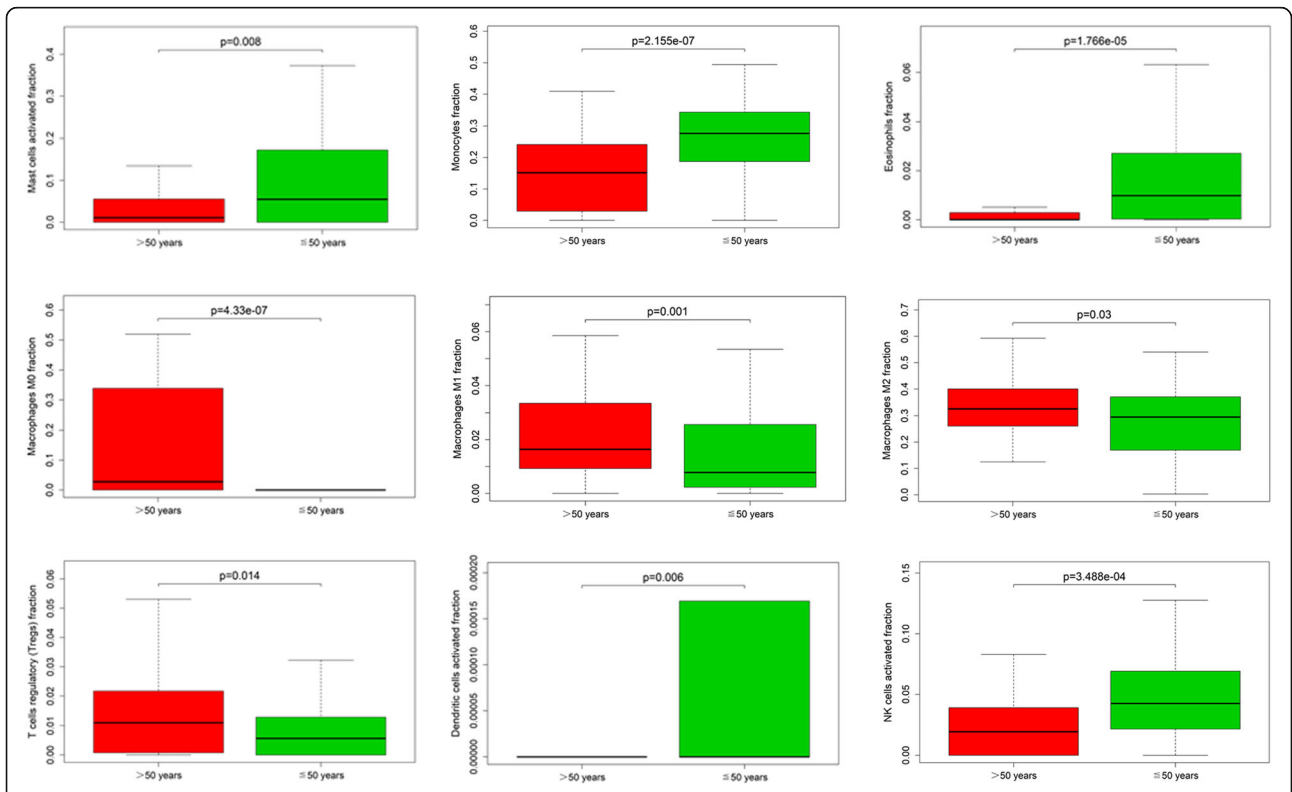 p=0.008
Mast cells activated fraction
0.4
0.3
0.2
0.1
0.0
>50 years
≦50 years
p=2.155e-07
Monocytes fraction
0.6
0.5
0.4
0.3
0.2
0.1
0.0
>50 years
≦50 years
p=1.766e-05
Eosinophils fraction
0.06
0.04
0.02
0.00
>50 years
≦50 years
p=4.33e-07
Macrophages M0 fraction
0.6
0.5
0.4
0.3
0.2
0.1
0.0
>50 years
≦50 years
p=0.001
Macrophages M1 fraction
0.06
0.04
0.02
0.00
>50 years
≦50 years
p=0.03
Macrophages M2 fraction
0.7
0.6
0.5
0.4
0.3
0.2
0.1
0.0
>50 years
≦50 years
p=0.014
T cells regulatory (Tregs) fraction
0.06
0.05
0.04
0.03
0.02
0.01
0.00
>50 years
≦50 years
p=0.006
Dendritic cells activated fraction
0.00020
0.00015
0.00010
0.00005
0.00000
>50 years
≦50 years
p=3.488e-04
NK cells activated fraction
0.15
0.10
0.05
0.00
>50 years
≦50 years